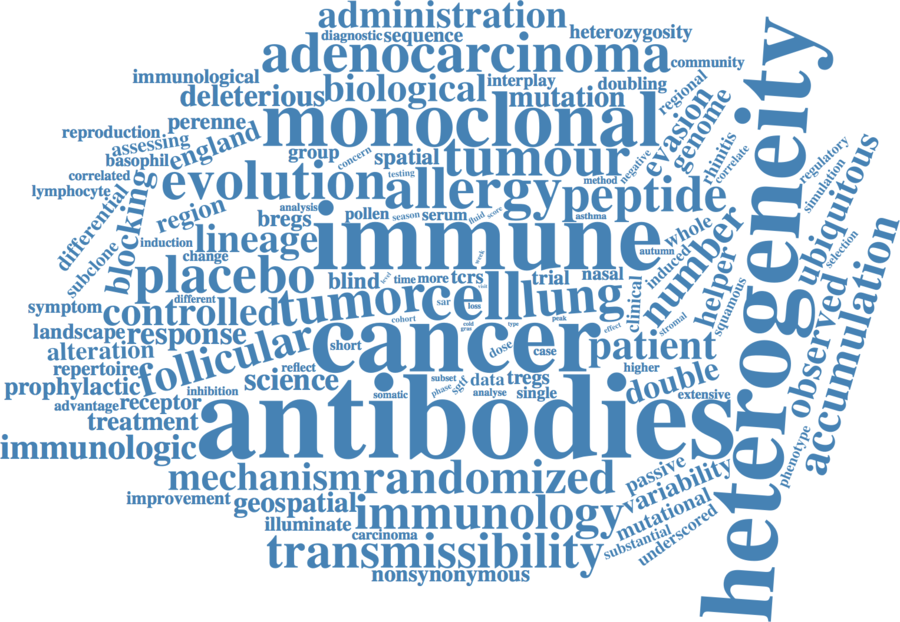 administration
diagnostic
sequence
heterozygosity
adenocarcinoma
community
immunological
biological
interplay
doubling
deleterious
mutation
regional
reproduction
perenne
monoclonal
evasion
genome
heterogeneity
assessing
england
basophil
group
concern
spatial
tumour
negative
rhinitis
correlate
correlated
testing
method
regulatory
simulation
lymphocyte
evolution
allergy
peptide
ubiquitous
differential
blocking
region
analysis
bregs
pollen
season
serum
fluid
score
asthma
whole
number
subclone
induction
lineage
immune
autumn
selection
change
week
induced
helper
placebo
blind
level
time
more
tcrs
visit
trial
nasal
symptom
different
controlled
tumor
cell
sar
loss
lung
clinical
squamous
accumulation
landscape
response
cohort
cold
grass
type
peak
effect
stromal
observed
alteration
follicular
short
cancer
dose
case
patient
repertoire
reflect
higher
prophylactic
science
subset
phase
sgtf
data
tregs
double
inhibition
somatic
analyse
single
extensive
advantage
receptor
treatment
antibodies
phenotype
immunologic
mechanism
randomized
passive
variability
improvement
geospatial
immunology
mutational
illuminate
carcinoma
substantial
underscored
transmissibility
nonsynonymous